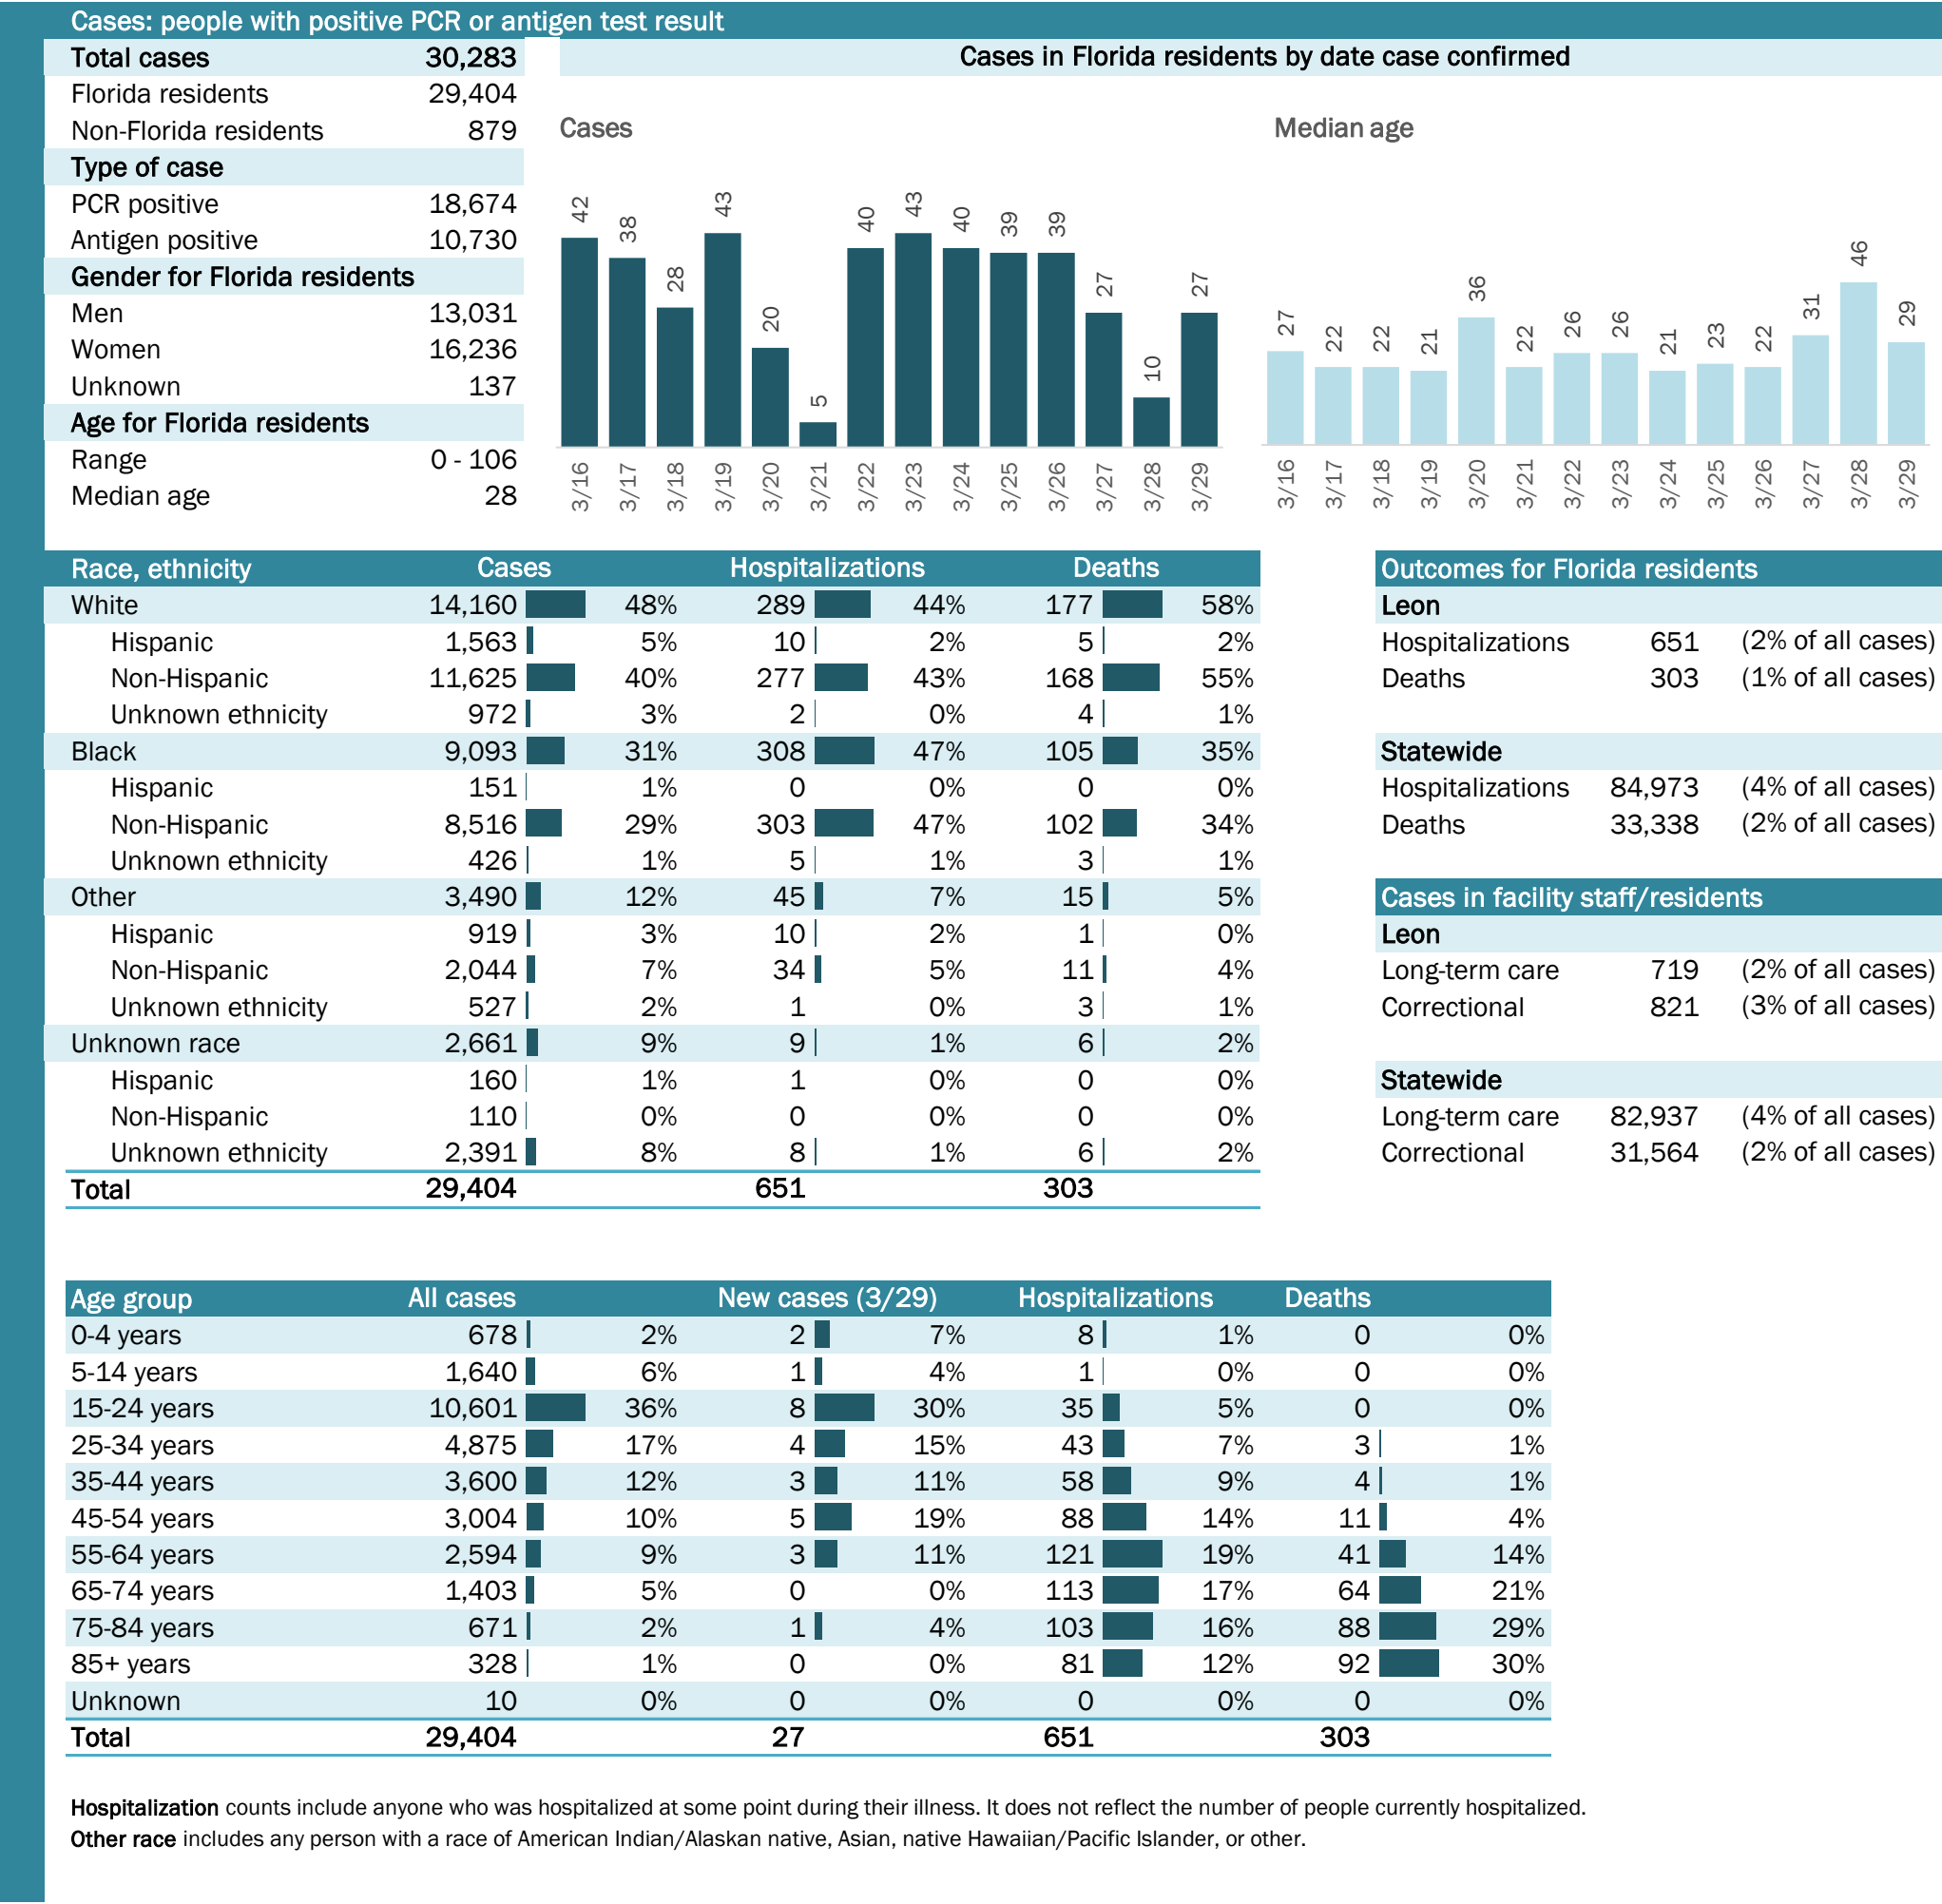 Cases: people with positive PCR or antigen test result
Total cases 30,283
Florida residents 29,404
Non-Florida residents 879
Type of case
PCR positive 18,674
Antigen positive 10,730
Gender for Florida residents
Men 13,031
Women 16,236
Unknown 137
Age for Florida residents
Range 0 - 106
Median age 28
Cases in Florida residents by date case confirmed
Cases
42 38 28 43 20 5 40 43 40 39 39 27 10 27
3/16 3/17 3/18 3/19 3/20 3/21 3/22 3/23 3/24 3/25 3/26 3/27 3/28 3/29
Median age
27 22 22 21 36 22 26 26 21 23 22 31 46 29
3/16 3/17 3/18 3/19 3/20 3/21 3/22 3/23 3/24 3/25 3/26 3/27 3/28 3/29
Race, ethnicity Cases Hospitalizations Deaths
White 14,160 48% 289 44% 177 58%
Hispanic 1,563 5% 10 2% 5 2%
Non-Hispanic 11,625 40% 277 43% 168 55%
Unknown ethnicity 972 3% 2 0% 4 1%
Black 9,093 31% 308 47% 105 35%
Hispanic 151 1% 0 0% 0 0%
Non-Hispanic 8,516 29% 303 47% 102 34%
Unknown ethnicity 426 1% 5 1% 3 1%
Other 3,490 12% 45 7% 15 5%
Hispanic 919 3% 10 2% 1 0%
Non-Hispanic 2,044 7% 34 5% 11 4%
Unknown ethnicity 527 2% 1 0% 3 1%
Unknown race 2,661 9% 9 1% 6 2%
Hispanic 160 1% 1 0% 0 0%
Non-Hispanic 110 0% 0 0% 0 0%
Unknown ethnicity 2,391 8% 8 1% 6 2%
Total 29,404 651 303
Outcomes for Florida residents
Leon
Hospitalizations 651 (2% of all cases)
Deaths 303 (1% of all cases)
Statewide
Hospitalizations 84,973 (4% of all cases)
Deaths 33,338 (2% of all cases)
Cases in facility staff/residents
Leon
Long-term care 719 (2% of all cases)
Correctional 821 (3% of all cases)
Statewide
Long-term care 82,937 (4% of all cases)
Correctional 31,564 (2% of all cases)
Age group All cases New cases (3/29) Hospitalizations Deaths
0-4 years 678 2% 2 7% 8 1% 0 0%
5-14 years 1,640 6% 1 4% 1 0% 0 0%
15-24 years 10,601 36% 8 30% 35 5% 0 0%
25-34 years 4,875 17% 4 15% 43 7% 3 1%
35-44 years 3,600 12% 3 11% 58 9% 4 1%
45-54 years 3,004 10% 5 19% 88 14% 11 4%
55-64 years 2,594 9% 3 11% 121 19% 41 14%
65-74 years 1,403 5% 0 0% 113 17% 64 21%
75-84 years 671 2% 1 4% 103 16% 88 29%
85+ years 328 1% 0 0% 81 12% 92 30%
Unknown 10 0% 0 0% 0 0% 0 0%
Total 29,404 27 651 303
Hospitalization counts include anyone who was hospitalized at some point during their illness. It does not reflect the number of people currently hospitalized.
Other race includes any person with a race of American Indian/Alaskan native, Asian, native Hawaiian/Pacific Islander, or other.